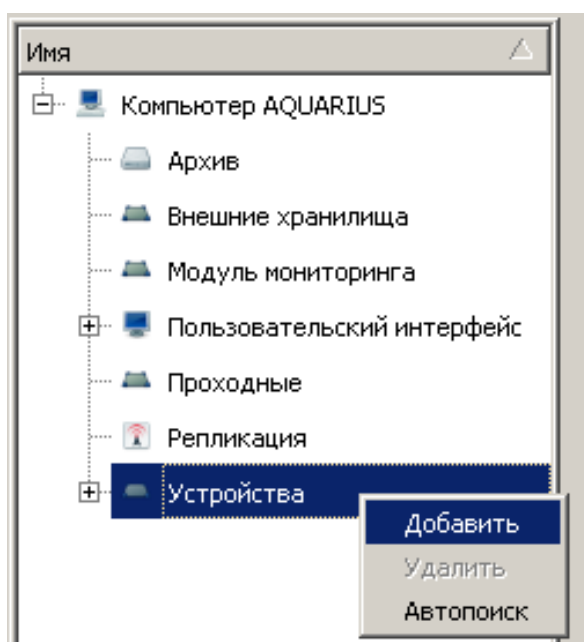 Имя
Компьютер AQUARIUS
Архив
Внешние хранилища
Модуль мониторинга
Пользовательский интерфейс
Проходные
Репликация
Устройства
Добавить
Удалить
Автопоиск